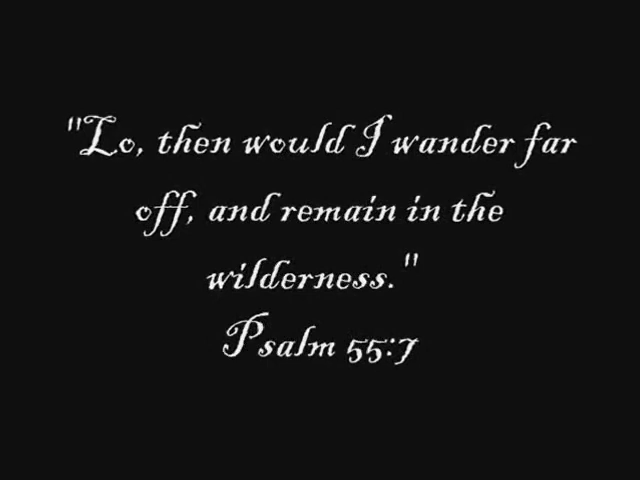 "Lo, then would I wander far
off, and remain in the
wilderness."
Psalm 55:7